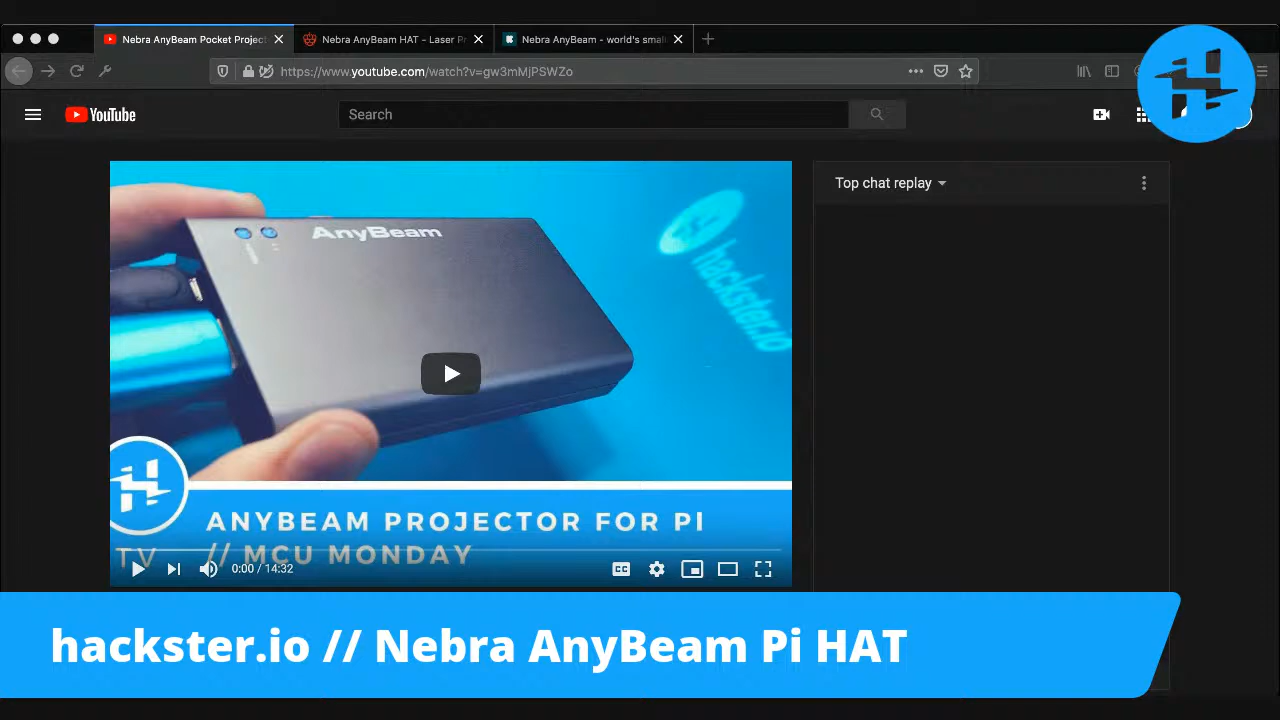 Nebra AnyBeam Pocket Project
Nebra AnyBeam HAT - Laser Pr
Nebra AnyBeam - world's smal
https://www.youtube.com/watch?v=gw3mMjPSWZo
YouTube
Search
AnyBeam
hackster.io
Top chat replay
ANYBEAM PROJECTOR FOR PI
TV // MCU MONDAY
0:00 / 14:32
CC
hackster.io // Nebra AnyBeam Pi HAT